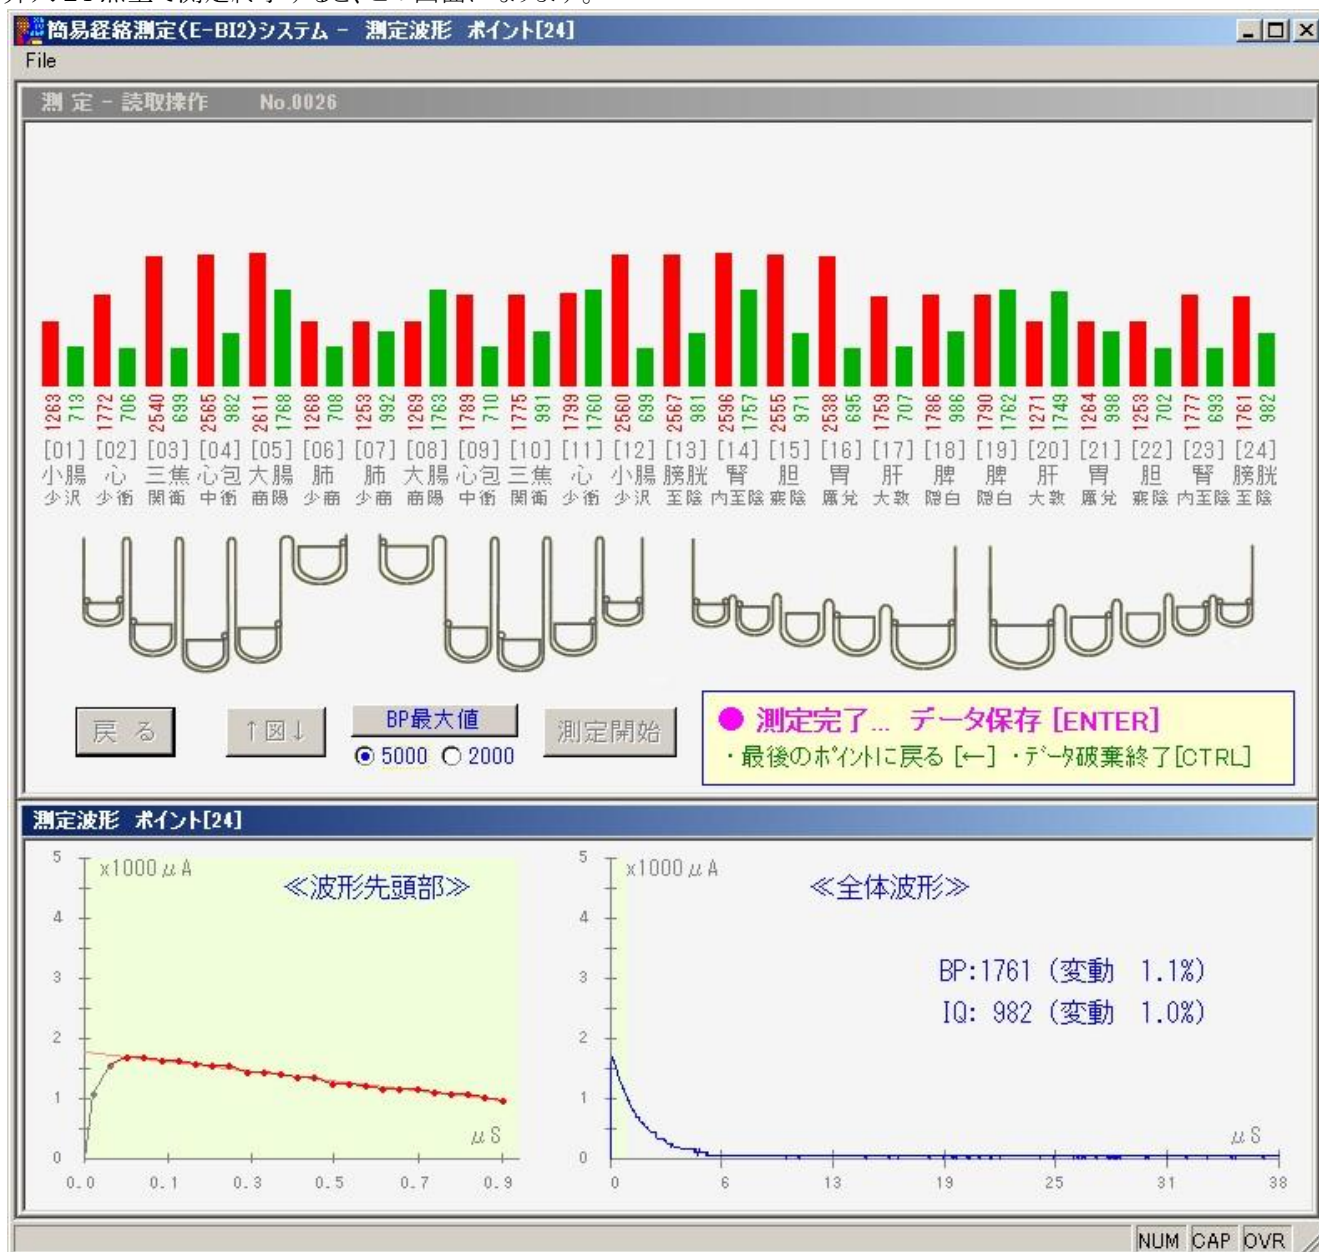 簡易経絡測定(E-BI2)システム - 測定波形 ポイント[24]
File
測 定 - 読取操作 No.0026
1263 713 1772 706 2540 699 2565 982 2611 1768 1268 708 1253 992 1269 1763 1789 710 1775 991 1799 1760 2560 699 2567 981 2596 1757 2555 971 2538 695 1759 707 1786 986 1790 1762 1271 1749 1264 998 1253 702 1777 693 1761 982
[01] [02] [03] [04] [05] [06] [07] [08] [09] [10] [11] [12] [13] [14] [15] [16] [17] [18] [19] [20] [21] [22] [23] [24]
小腸 心 三焦 心包 大腸 肺 肺 大腸 心包 三焦 心 小腸 膀胱 腎 胆 胃 肝 脾 脾 肝 胃 胆 腎 膀胱
少沢 少衝 関衝 中衝 商陽 少商 少商 商陽 中衝 関衝 少衝 少沢 至陰 内至陰 竅陰 厲兌 大敦 隠白 隠白 大敦 厲兌 竅陰 内至陰 至陰
戻 る
↑図↓
BP最大値
5000 2000
測定開始
● 測定完了... データ保存 [ENTER]
・最後のポイントに戻る [←] ・データ破棄終了[CTRL]
測定波形 ポイント[24]
5 4 3 2 1 0
x1000μA
≪波形先頭部≫
μS
0.0 0.1 0.3 0.5 0.7 0.9
5 4 3 2 1 0
x1000μA
≪全体波形≫
BP:1761 (変動 1.1%)
IQ: 982 (変動 1.0%)
μS
0 6 13 19 25 31 38
NUM CAP OVR